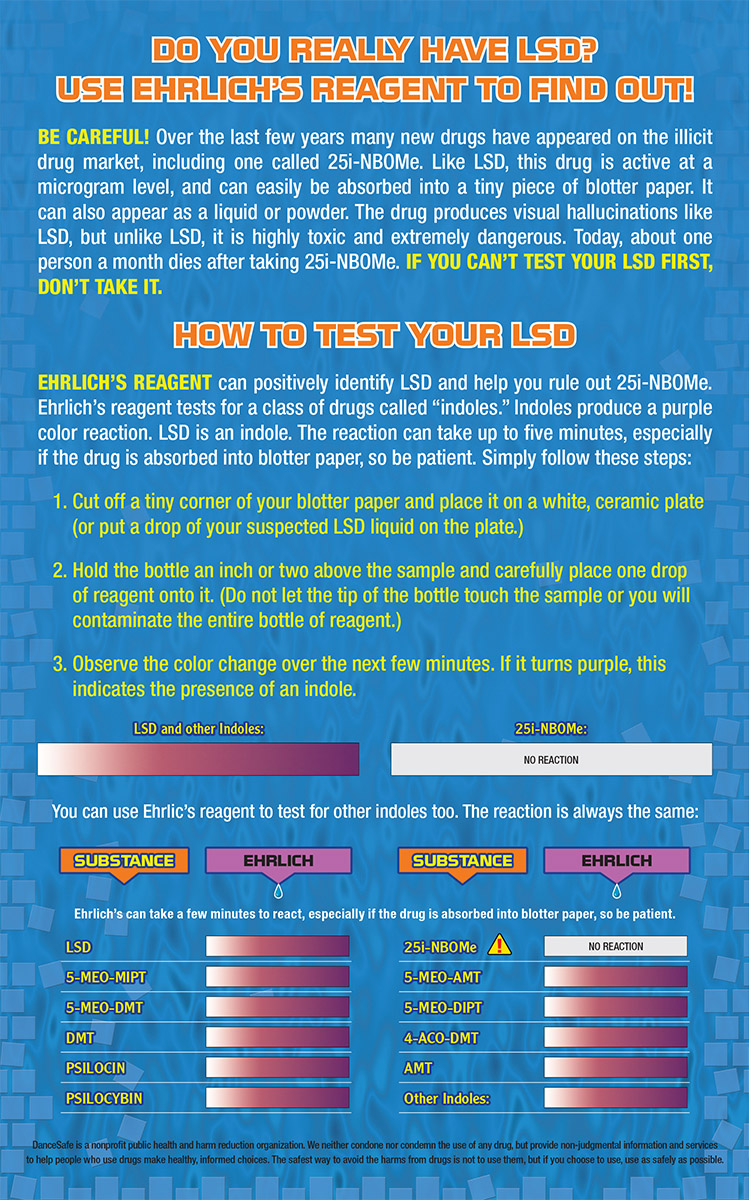 DO YOU REALLY HAVE LSD?
USE EHRLICH'S REAGENT TO FIND OUT!
BE CAREFUL! Over the last few years many new drugs have appeared on the illicit
drug market, including one called 25i-NBOMe. Like LSD, this drug is active at a
microgram level, and can easily be absorbed into a tiny piece of blotter paper. It
can also appear as a liquid or powder. The drug produces visual hallucinations like
LSD, but unlike LSD, it is highly toxic and extremely dangerous. Today, about one
person a month dies after taking 25i-NBOMe. IF YOU CAN'T TEST YOUR LSD FIRST,
DON'T TAKE IT.
HOW TO TEST YOUR LSD
EHRLICH'S REAGENT can positively identify LSD and help you rule out 25i-NBOMe.
Ehrlich's reagent tests for a class of drugs called “indoles.” Indoles produce a purple
color reaction. LSD is an indole. The reaction can take up to five minutes, especially
if the drug is absorbed into blotter paper, so be patient. Simply follow these steps:
1. Cut off a tiny corner of your blotter paper and place it on a white, ceramic plate
(or put a drop of your suspected LSD liquid on the plate.)
2. Hold the bottle an inch or two above the sample and carefully place one drop
of reagent onto it. (Do not let the tip of the bottle touch the sample or you will
contaminate the entire bottle of reagent.)
3. Observe the color change over the next few minutes. If it turns purple, this
indicates the presence of an indole.
LSD and other Indoles:
25i-NBOMe:
NO REACTION
You can use Ehrlic's reagent to test for other indoles too. The reaction is always the same:
SUBSTANCE EHRLICH SUBSTANCE EHRLICH
Ehrlich's can take a few minutes to react, especially if the drug is absorbed into blotter paper, so be patient.
LSD
5-MEO-MIPT
5-MEO-DMT
DMT
PSILOCIN
PSILOCYBIN
25i-NBOMe ! NO REACTION
5-MEO-AMT
5-MEO-DIPT
4-ACO-DMT
AMT
Other Indoles:
DanceSafe is a nonprofit public health and harm reduction organization. We neither condone nor condemn the use of any drug, but provide non-judgmental information and services
to help people who use drugs make healthy, informed choices. The safest way to avoid the harms from drugs is not to use them, but if you choose to use, use as safely as possible.